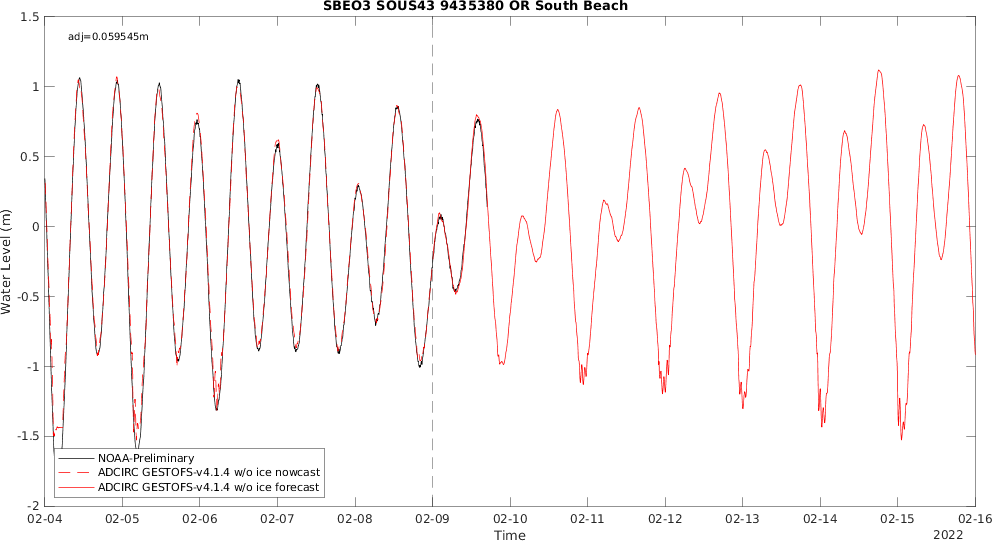 SBEO3 SOUS43 9435380 OR South Beach
adj=0.059545m
1.5
1
0.5
0
-0.5
-1
-1.5
-2
Water Level (m)
NOAA-Preliminary
ADCIRC GESTOFS-v4.1.4 w/o ice nowcast
ADCIRC GESTOFS-v4.1.4 w/o ice forecast
02-04 02-05 02-06 02-07 02-08 02-09 02-10 02-11 02-12 02-13 02-14 02-15 02-16
Time
2022